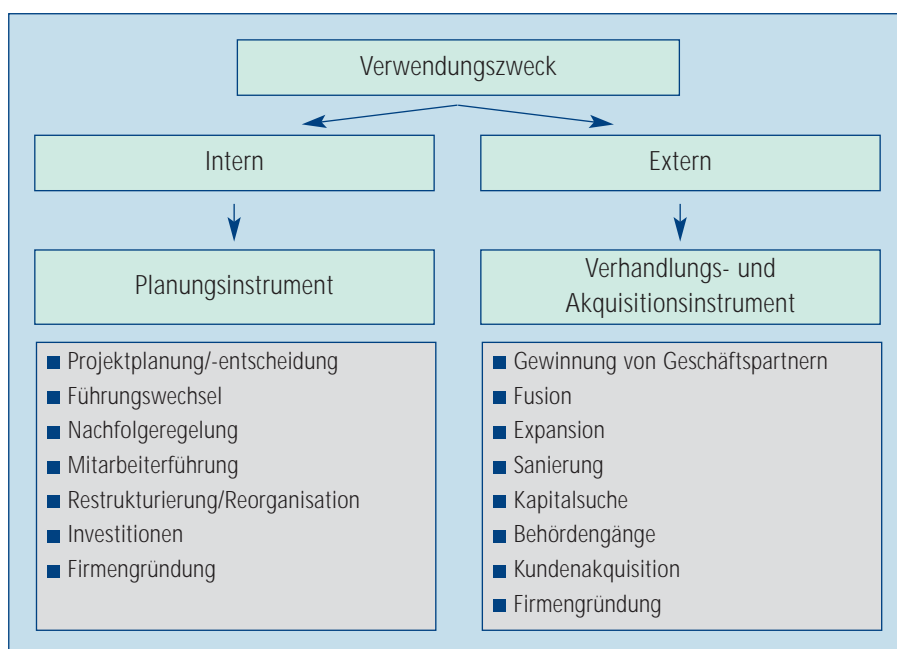 Verwendungszweck
Intern
Extern
Planungsinstrument
Verhandlungs- und
Akquisitionsinstrument
Projektplanung/-entscheidung
Führungswechsel
Nachfolgeregelung
Mitarbeiterführung
Restrukturierung/Reorganisation
Investitionen
Firmengründung
Gewinnung von Geschäftspartnern
Fusion
Expansion
Sanierung
Kapitalsuche
Behördengänge
Kundenakquisition
Firmengründung